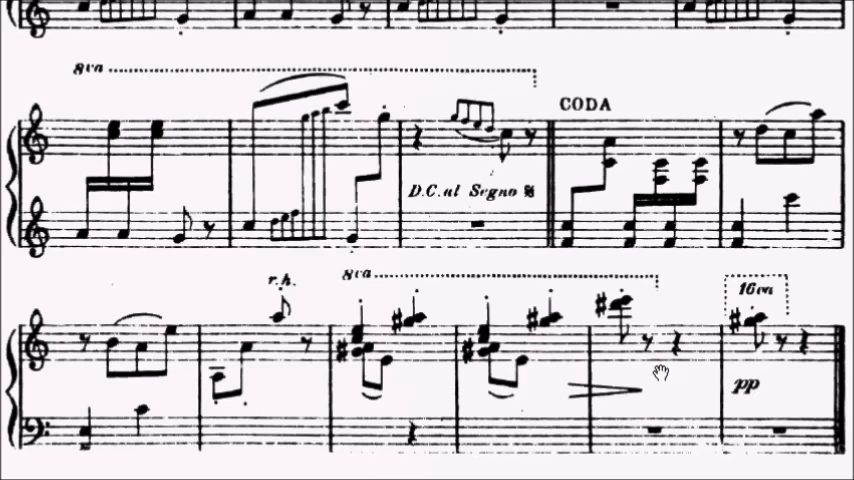 8va
CODA
D.C. al Segno 𝄋
r.h.
8va
16va
pp